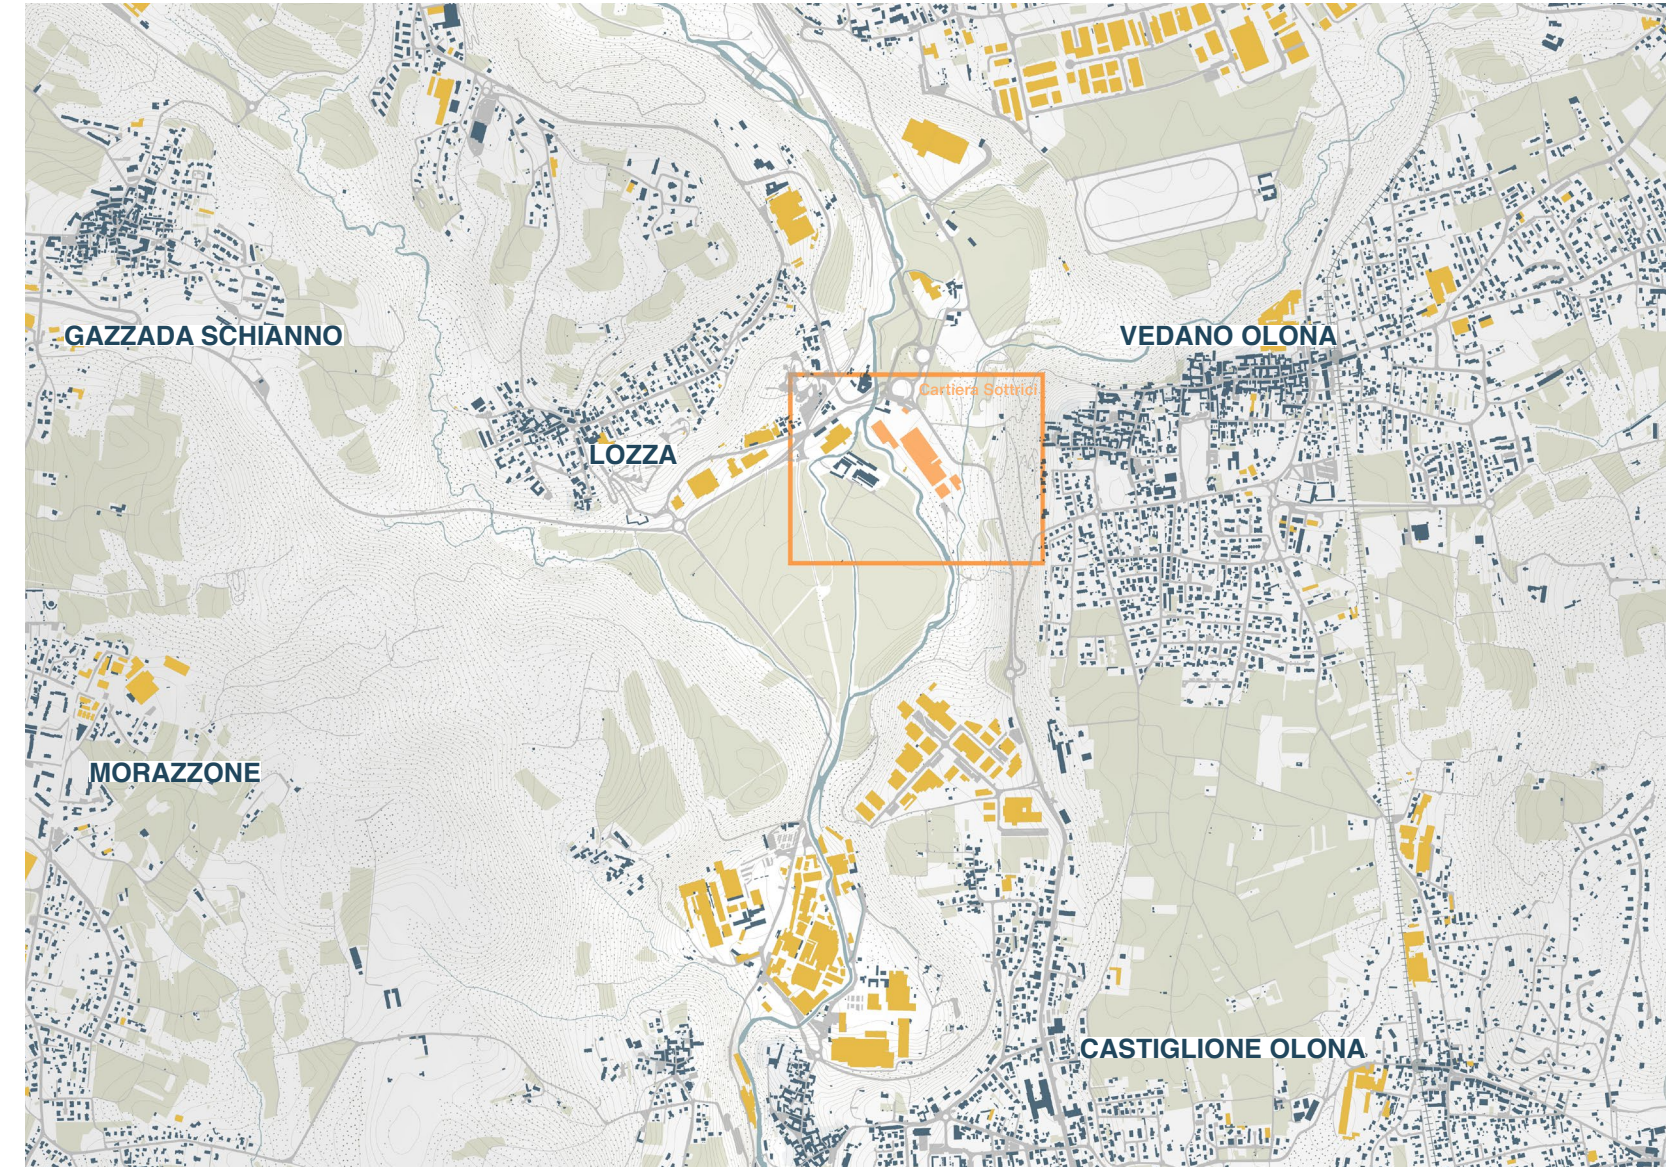 GAZZADA SCHIANNO
VEDANO OLONA
Cartiera Sottrici
LOZZA
MORAZZONE
CASTIGLIONE OLONA